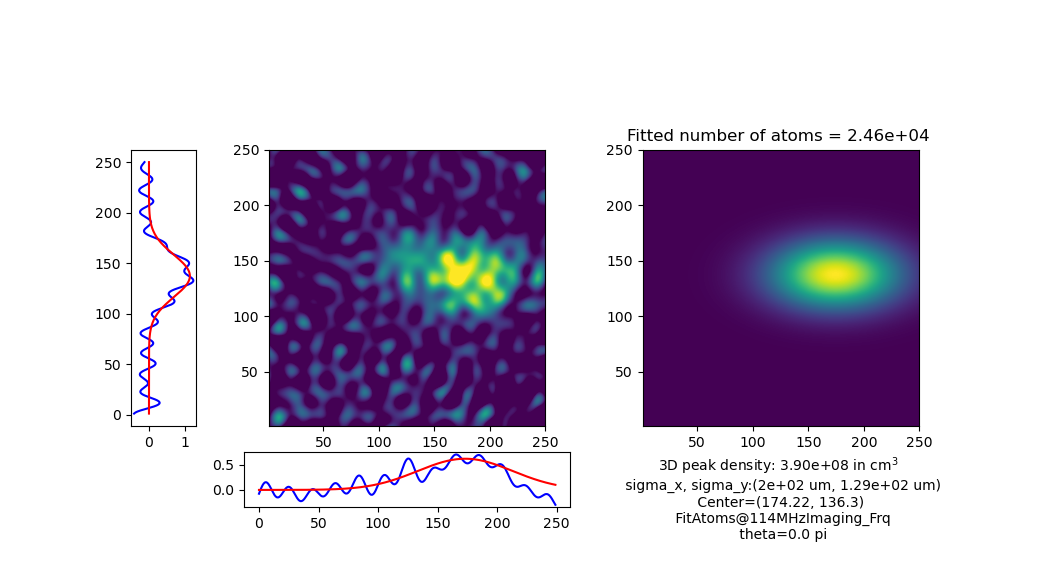 Fitted number of atoms = 2.46e+04
250
200
150
100
50
0
0 1
250
200
150
100
50
50 100 150 200 250
250
200
150
100
50
50 100 150 200 250
0.5
0.0
0 50 100 150 200 250
3D peak density: 3.90e+08 in cm³
sigma_x, sigma_y:(2e+02 um, 1.29e+02 um)
Center=(174.22, 136.3)
FitAtoms@114MHzImaging_Frq
theta=0.0 pi